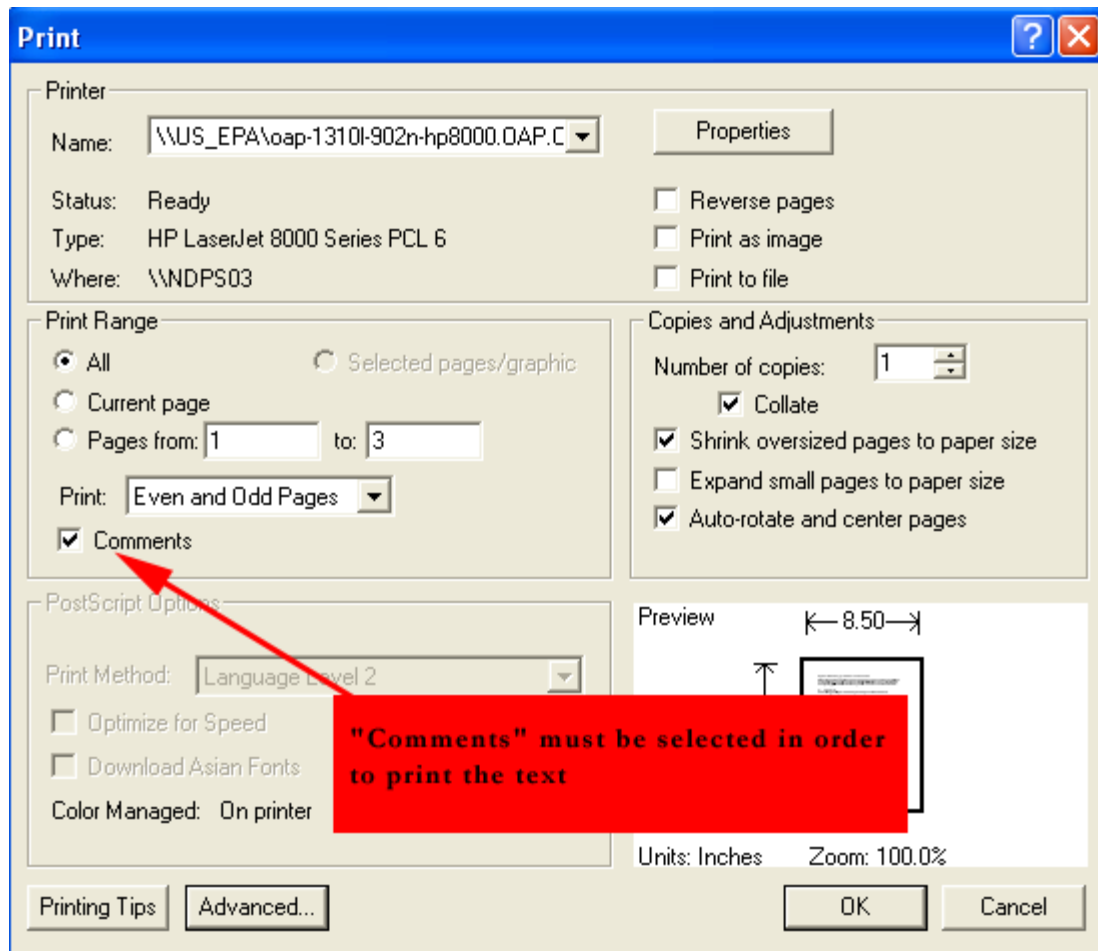 Print
Printer
Name: \\US_EPA\oap-1310l-902n-hp8000.OAP.C
Properties
Status: Ready
Reverse pages
Type: HP LaserJet 8000 Series PCL 6
Print as image
Where: \\NDPS03
Print to file
Print Range
All
Selected pages/graphic
Current page
Pages from: 1 to: 3
Print: Even and Odd Pages
Comments
Copies and Adjustments
Number of copies: 1
Collate
Shrink oversized pages to paper size
Expand small pages to paper size
Auto-rotate and center pages
PostScript Options
Print Method: Language Level 2
Optimize for Speed
Download Asian Fonts
Color Managed: On printer
"Comments" must be selected in order
to print the text
Preview
8.50
Units: Inches Zoom: 100.0%
Printing Tips
Advanced...
OK
Cancel